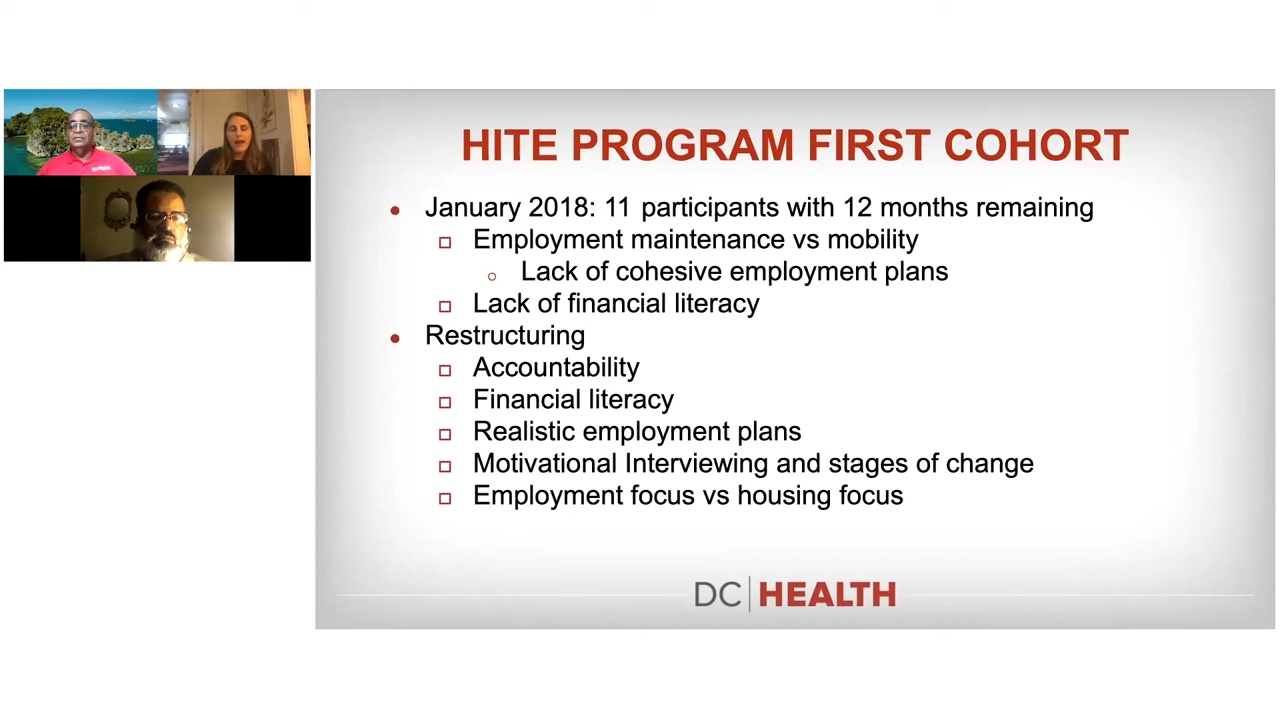 HITE PROGRAM FIRST COHORT
January 2018: 11 participants with 12 months remaining
Employment maintenance vs mobility
Lack of cohesive employment plans
Lack of financial literacy
Restructuring
Accountability
Financial literacy
Realistic employment plans
Motivational Interviewing and stages of change
Employment focus vs housing focus
DC HEALTH